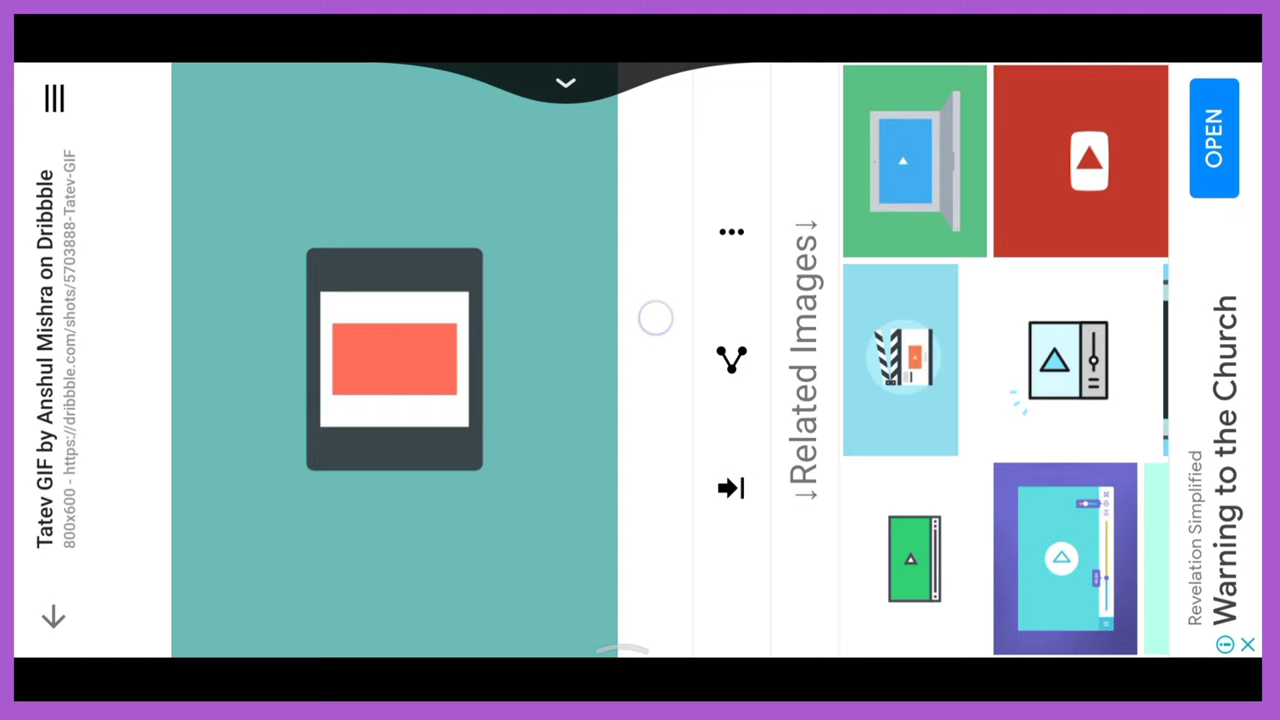 Tatev GIF by Anshul Mishra on Dribbble
800x600 - https://dribbble.com/shots/5703888-Tatev-GIF
↓Related Images↓
Revelation Simplified
Warning to the Church
OPEN